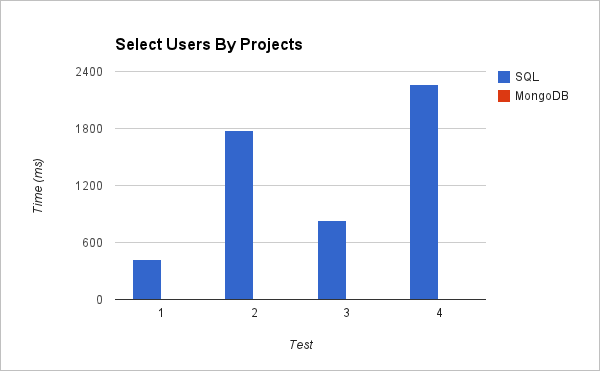 Select Users By Projects
2400
1800
1200
600
0
Time (ms)
1 2 3 4
Test
SQL
MongoDB